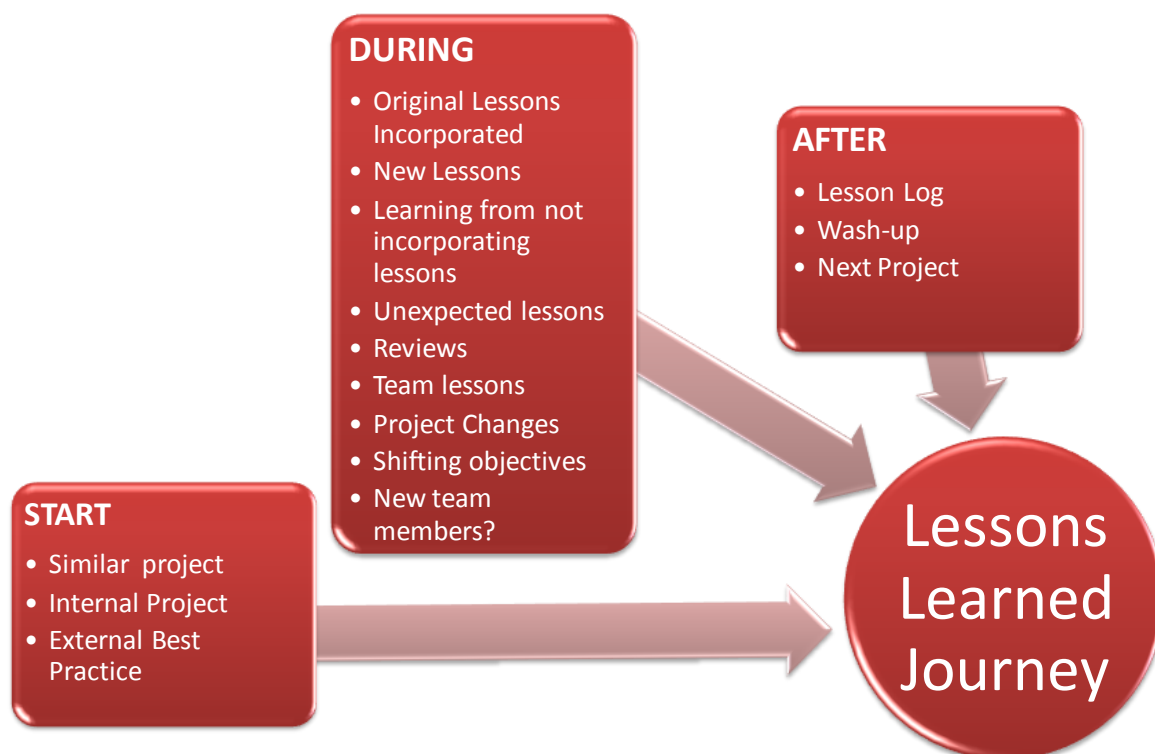 DURING
• Original Lessons
Incorporated
• New Lessons
• Learning from not
incorporating
lessons
• Unexpected lessons
• Reviews
• Team lessons
• Project Changes
• Shifting objectives
• New team
members?
AFTER
• Lesson Log
• Wash-up
• Next Project
START
• Similar project
• Internal Project
• External Best
Practice
Lessons
Learned
Journey